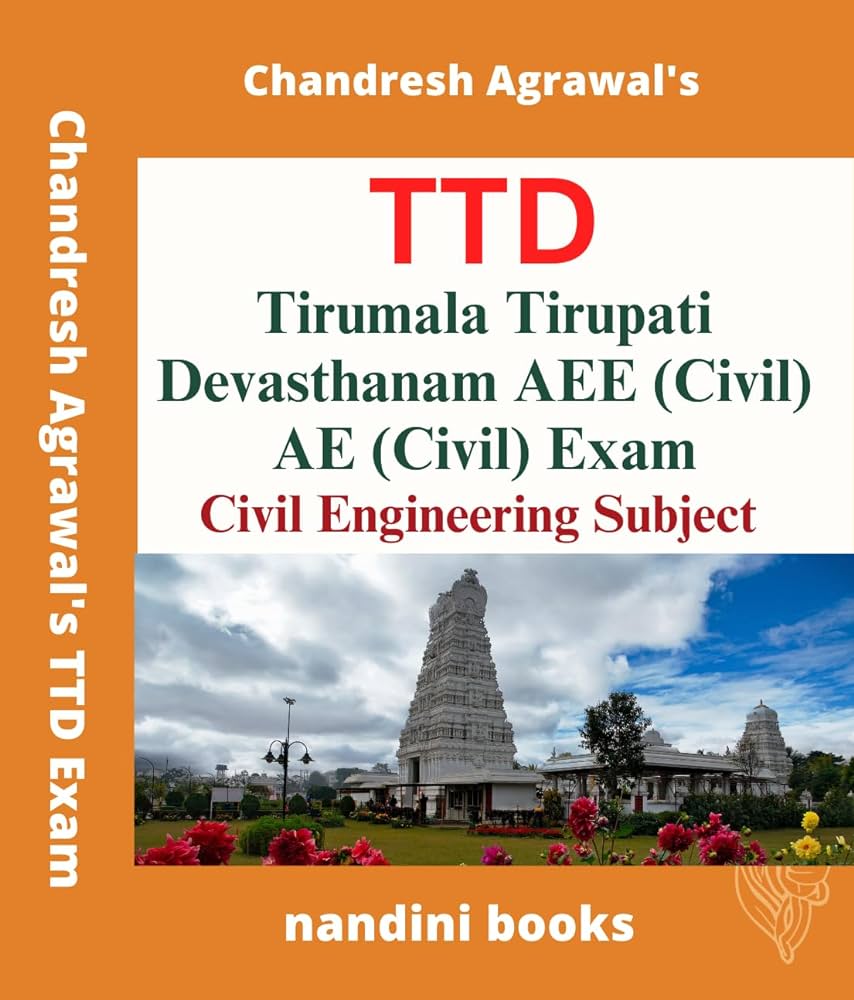 Chandresh Agrawal's
TTD
Tirumala Tirupati
Devasthanam AEE (Civil)
AE (Civil) Exam
Civil Engineering Subject
nandini books
Chandresh Agrawal's TTD Exam